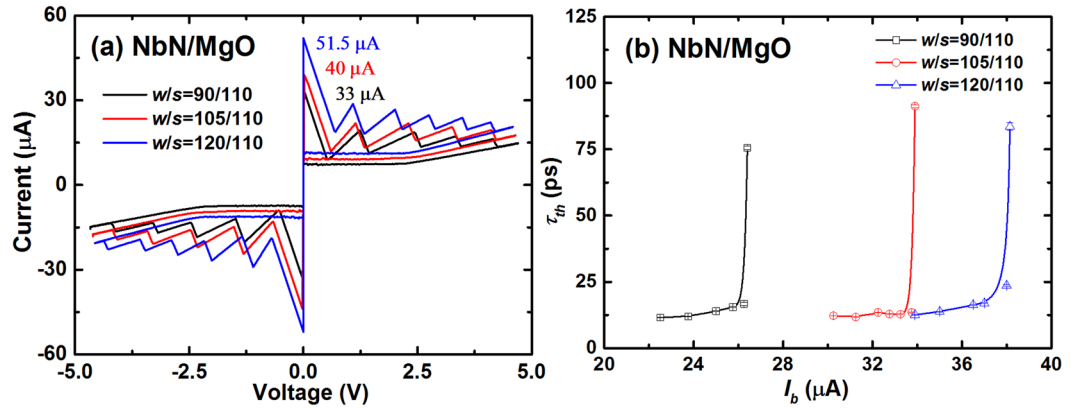 (a) NbN/MgO
51.5 μA
40 μA
33 μA
w/s=90/110
w/s=105/110
w/s=120/110
60
30
0
-30
-60
Current (μA)
-5.0 -2.5 0.0 2.5 5.0
Voltage (V)
(b) NbN/MgO
w/s=90/110
w/s=105/110
w/s=120/110
125
100
75
50
25
0
τth (ps)
20 24 28 32 36 40
Ib (μA)